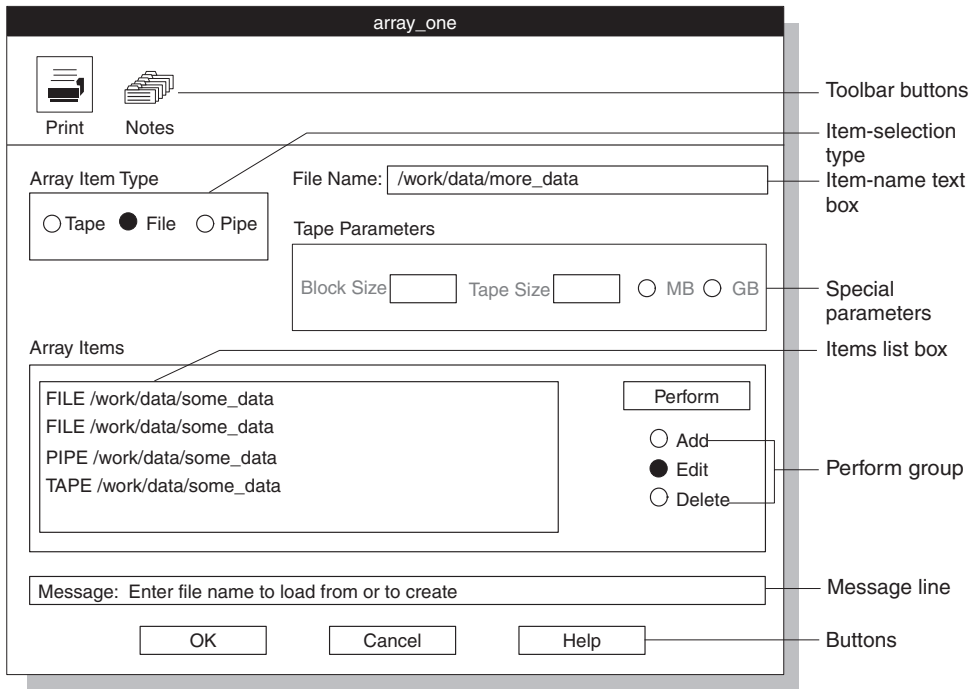 array_one
Print
Notes
Toolbar buttons
Item-selection
type
Array Item Type
File Name: /work/data/more_data
Item-name text
box
Tape File Pipe
Tape Parameters
Block Size Tape Size MB GB
Special
parameters
Array Items
Items list box
FILE /work/data/some_data
FILE /work/data/some_data
PIPE /work/data/some_data
TAPE /work/data/some_data
Perform
Add
Edit
Delete
Perform group
Message: Enter file name to load from or to create
Message line
OK Cancel Help
Buttons